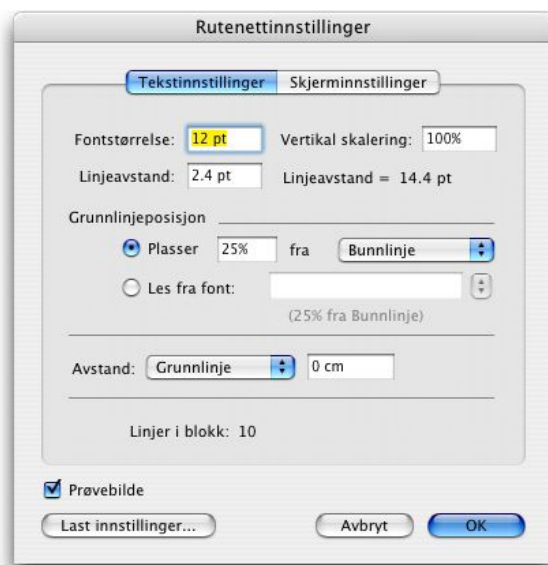 Rutenettinnstillinger
Tekstinnstillinger Skjerminnstillinger
Fontstørrelse: 12 pt Vertikal skalering: 100%
Linjeavstand: 2.4 pt Linjeavstand = 14.4 pt
Grunnlinjeposisjon
Plasser 25% fra Bunnlinje
Les fra font:
(25% fra Bunnlinje)
Avstand: Grunnlinje 0 cm
Linjer i blokk: 10
Prøvebilde
Last innstillinger... Avbryt OK